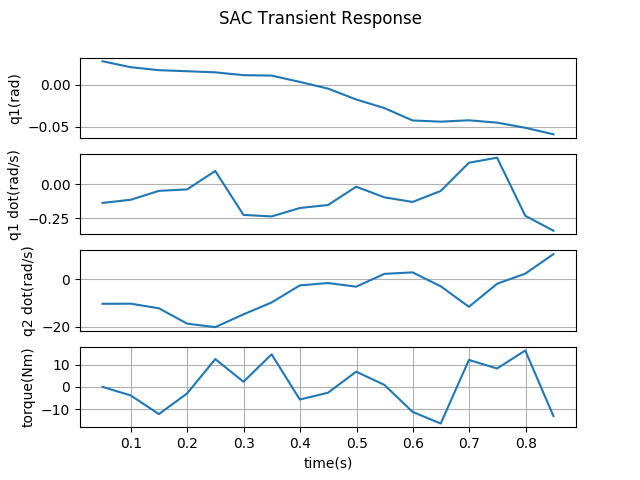 SAC Transient Response
q1(rad)
0.00
−0.05
q1 dot(rad/s)
0.00
−0.25
q2 dot(rad/s)
0
−20
torque(Nm)
10
0
−10
0.1 0.2 0.3 0.4 0.5 0.6 0.7 0.8
time(s)